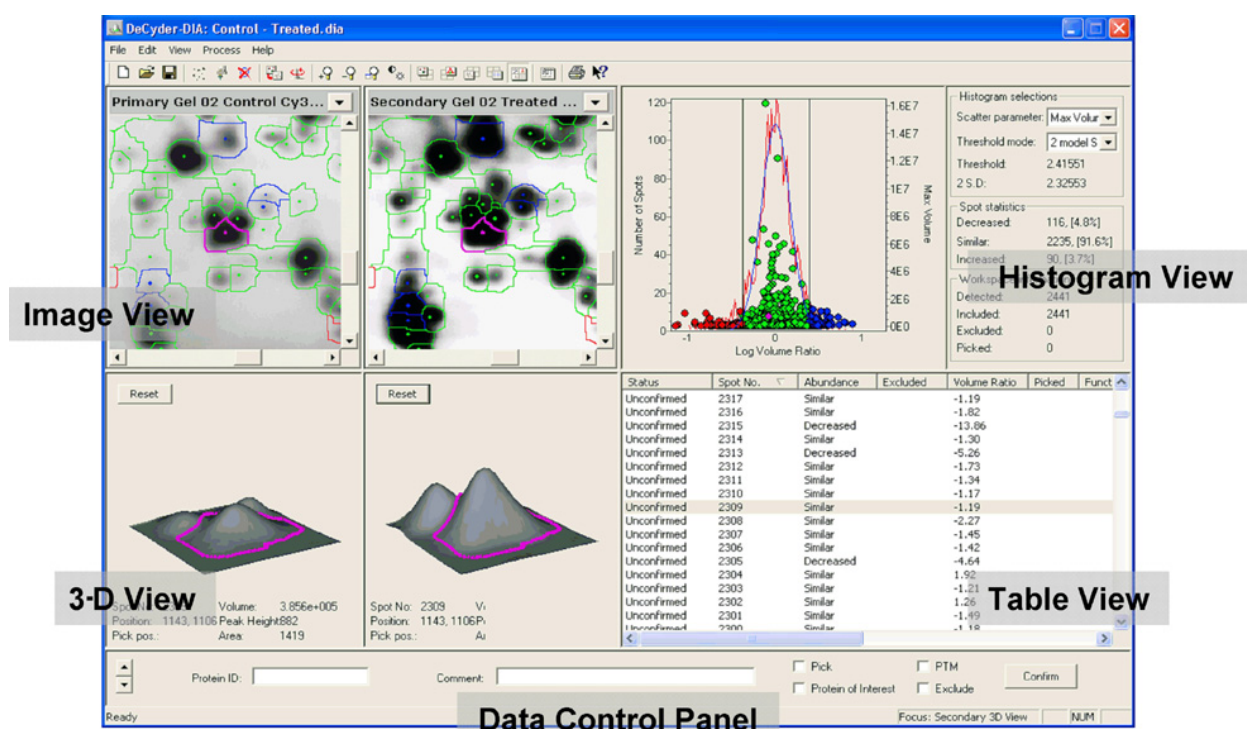 DeCyder-DIA: Control - Treated.dia
File Edit View Process Help
Primary Gel 02 Control Cy3...
Secondary Gel 02 Treated ...
120
100
80
60
40
20
0
Number of Spots
-1 0 1
Log Volume Ratio
1.6E7
1.4E7
1.2E7
1E7
8E6
6E6
4E6
2E6
0E0
Max Volume
Histogram selections
Scatter parameter: Max Volur
Threshold mode: 2 model S
Threshold: 2.41551
2 S.D: 2.32553
Spot statistics
Decreased: 116, [4.8%]
Similar: 2235, [91.6%]
Increased: 90, [3.7%]
Detected: 2441
Included: 2441
Excluded: 0
Picked: 0
Histogram View
Image View
Reset
Reset
3-D View
Volume: 3.856e+005
Position: 1143, 1106 Peak Height: 882
Pick pos.: Area: 1419
Spot No: 2309
Position: 1143, 1106
Pick pos.:
Status Spot No. Abundance Excluded Volume Ratio Picked Funct
Unconfirmed 2317 Similar -1.19
Unconfirmed 2316 Similar -1.82
Unconfirmed 2315 Decreased -13.86
Unconfirmed 2314 Similar -1.30
Unconfirmed 2313 Decreased -5.26
Unconfirmed 2312 Similar -1.73
Unconfirmed 2311 Similar -1.34
Unconfirmed 2310 Similar -1.17
Unconfirmed 2309 Similar -1.19
Unconfirmed 2308 Similar -2.27
Unconfirmed 2307 Similar -1.45
Unconfirmed 2306 Similar -1.42
Unconfirmed 2305 Decreased -4.64
Unconfirmed 2304 Similar 1.92
Unconfirmed 2303 Similar -1.21
Unconfirmed 2302 Similar 1.26
Unconfirmed 2301 Similar -1.49
Unconfirmed 2300 Similar -1.18
Table View
Protein ID:
Comment:
Pick
PTM
Protein of Interest
Exclude
Confirm
Data Control Panel
Ready
Focus: Secondary 3D View
NUM